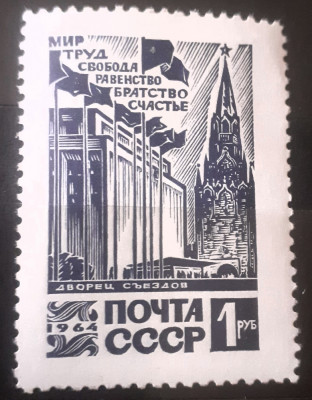 МИР
ТРУД
СВОБОДА
РАВЕНСТВО
БРАТСТВО
СЧАСТЬЕ
ДВОРЕЦ СЪЕЗДОВ
1964
ПОЧТА
СССР
1 РУБ